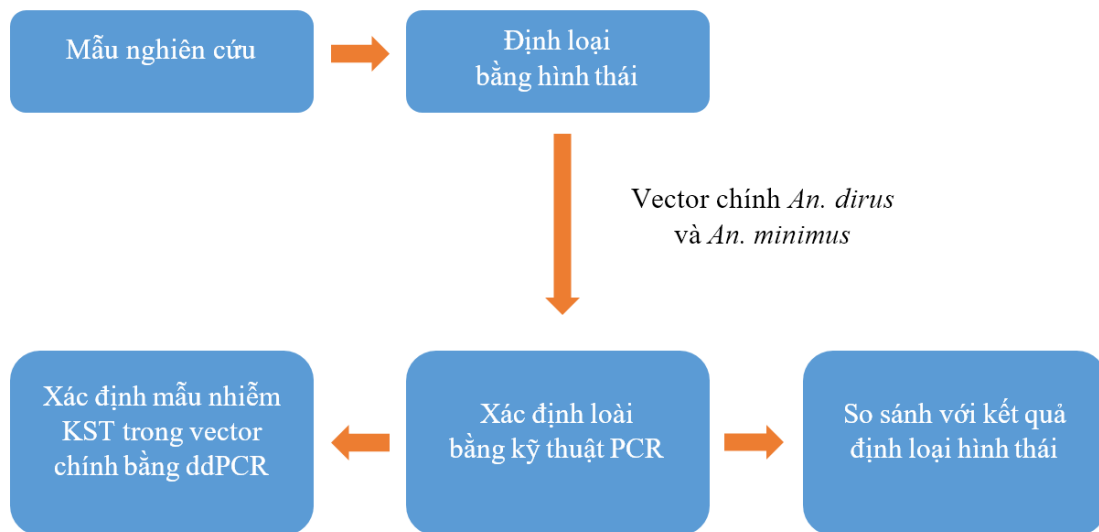 Mẫu nghiên cứu
Định loại
bằng hình thái
Vector chính An. dirus
và An. minimus
Xác định mẫu nhiễm
KST trong vector
chính bằng ddPCR
Xác định loài
bằng kỹ thuật PCR
So sánh với kết quả
định loại hình thái